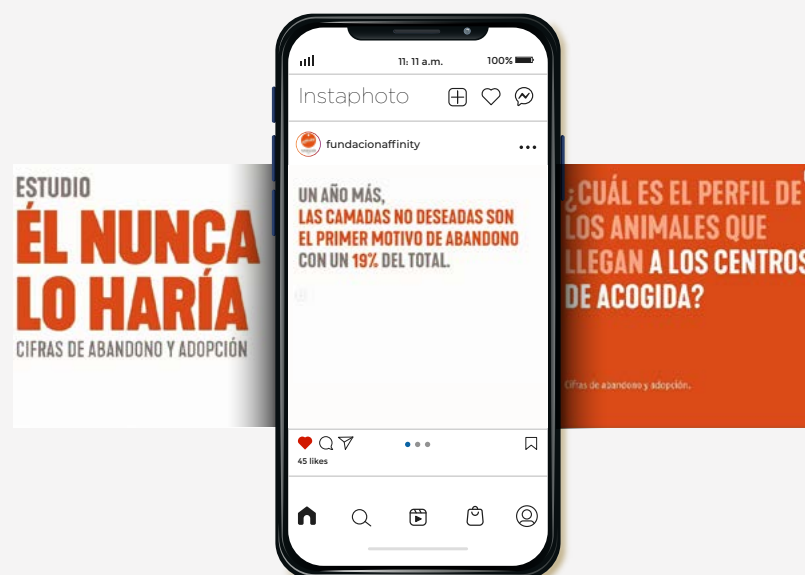 ESTUDIO
ÉL NUNCA
LO HARÍA
CIFRAS DE ABANDONO Y ADOPCIÓN
11: 11 a.m.
100%
Instaphoto
fundacionaffinity
UN AÑO MÁS,
LAS CAMADAS NO DESEADAS SON
EL PRIMER MOTIVO DE ABANDONO
CON UN 19% DEL TOTAL.
45 likes
¿CUÁL ES EL PERFIL DE
LOS ANIMALES QUE
LLEGAN A LOS CENTROS
DE ACOGIDA?
Cifras de abandono y adopción.